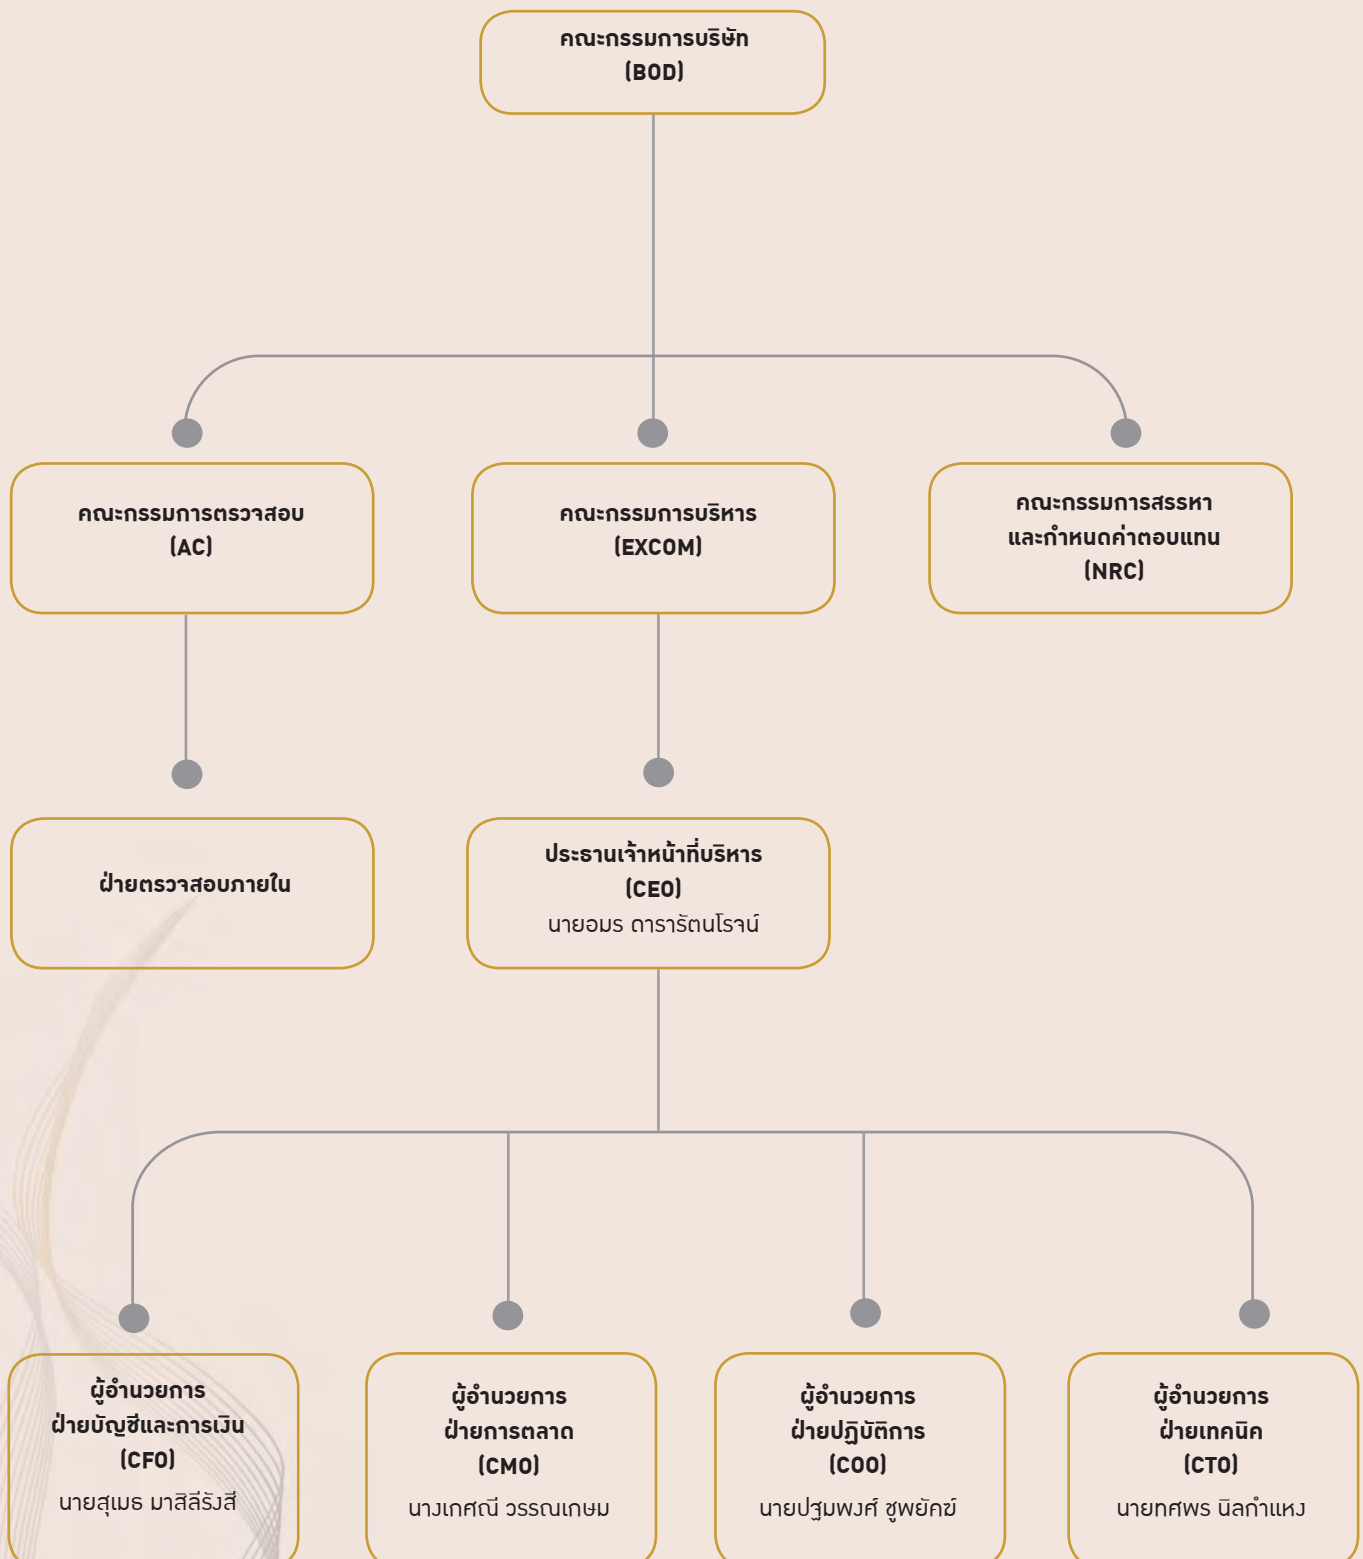 คณะกรรมการบริษัท
(BOD)
คณะกรรมการตรวจสอบ
(AC)
คณะกรรมการบริหาร
(EXCOM)
คณะกรรมการสรรหา
และกำหนดค่าตอบแทน
(NRC)
ฝ่ายตรวจสอบภายใน
ประธานเจ้าหน้าที่บริหาร
(CEO)
นายอมร ดารารัตนโรจน์
ผู้อำนวยการ
ฝ่ายบัญชีและการเงิน
(CFO)
นายสุเมธ มาสิลีรังสี
ผู้อำนวยการ
ฝ่ายการตลาด
(CMO)
นางเกศณี วรรณเกษม
ผู้อำนวยการ
ฝ่ายปฏิบัติการ
(COO)
นายปฐมพงศ์ ชูพยัคฆ์
ผู้อำนวยการ
ฝ่ายเทคนิค
(CTO)
นายทศพร นิลกำแหง